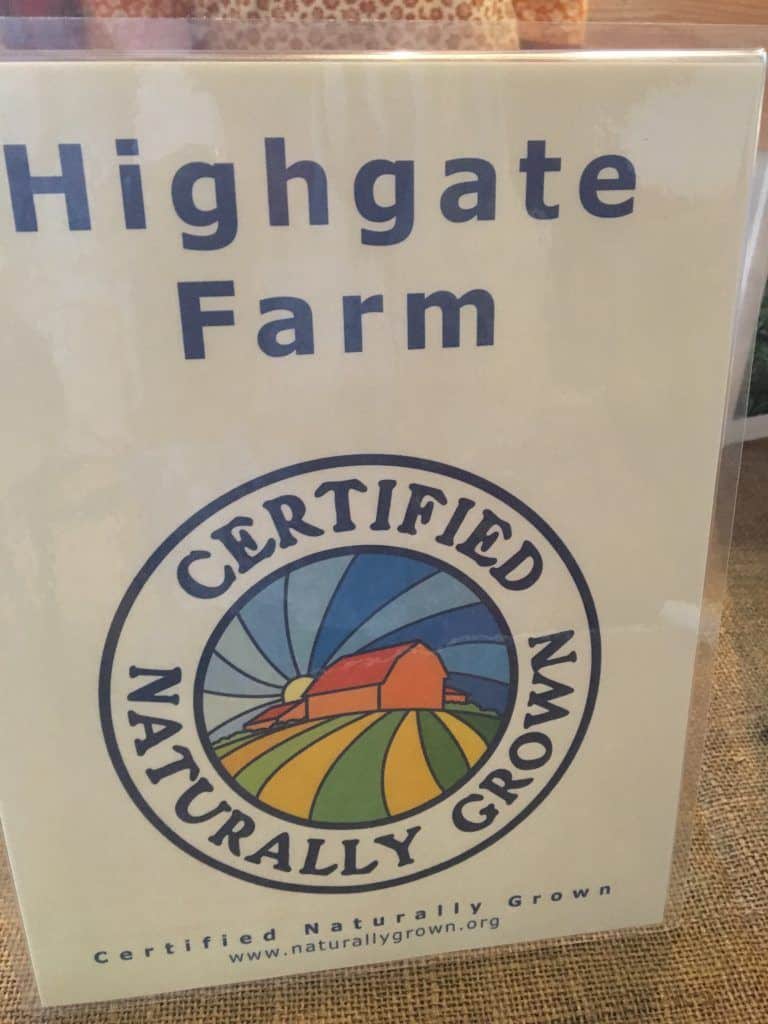 Highgate
Farm
CERTIFIED
NATURALLY GROWN
Certified Naturally Grown
www.naturallygrown.org